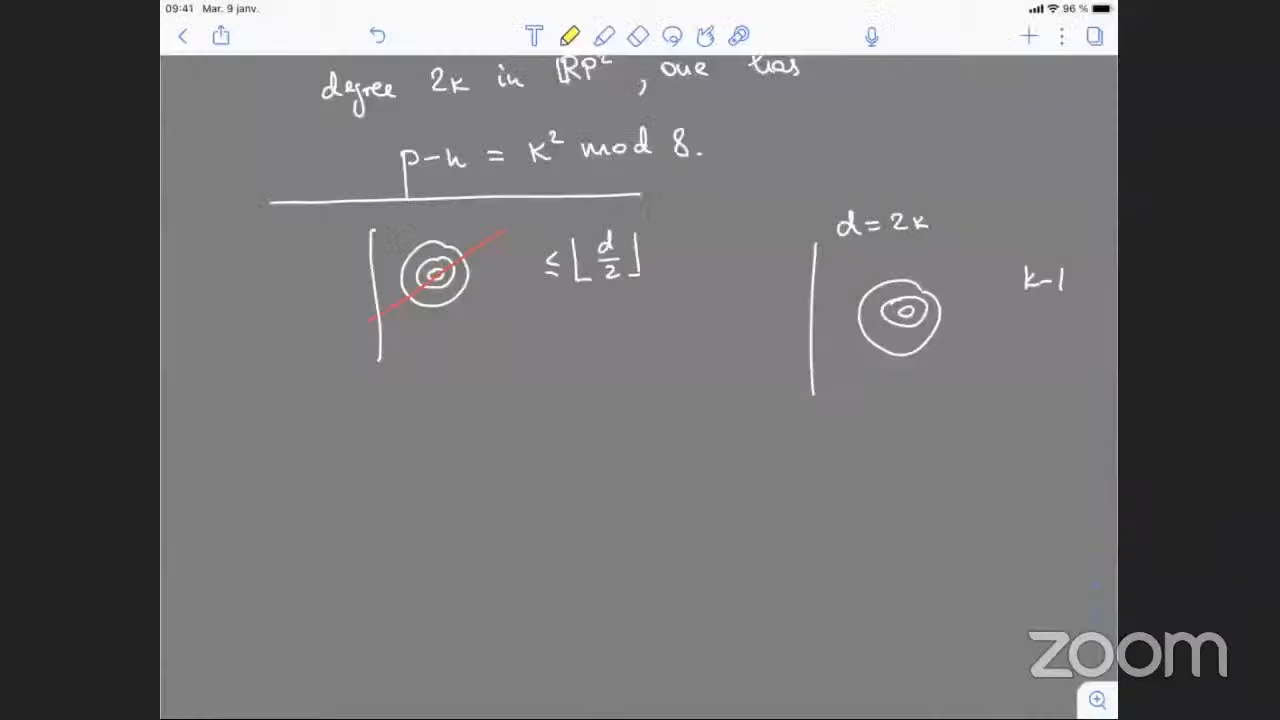 09:41 Mar. 9 janv.
96 %
degree 2k in RP², one has
p-n = k² mod 8.
≤ ⌊d/2⌋
d = 2k
k-1
zoom